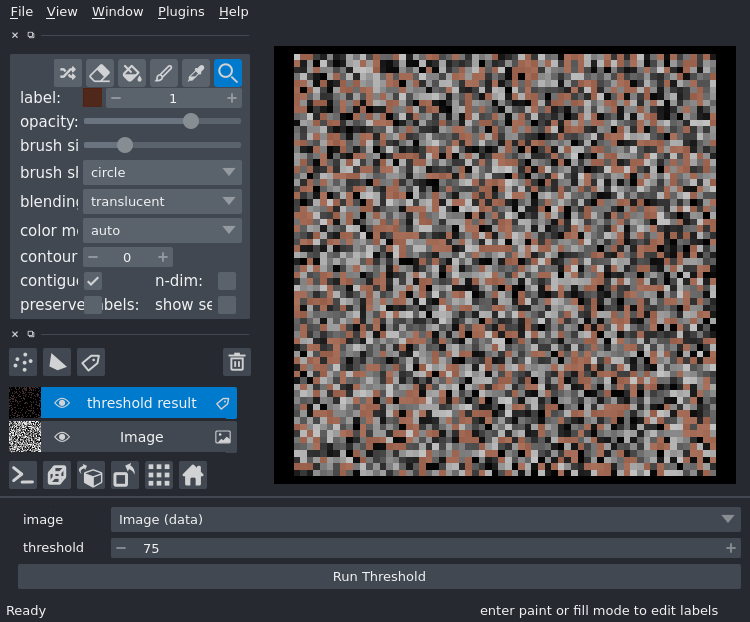 File View Window Plugins Help
label: 1
opacity:
brush si
brush sl circle
blending translucent
color m auto
contour 0
contigu n-dim:
preserve abels: show se
threshold result
Image
image Image (data)
threshold 75
Run Threshold
Ready enter paint or fill mode to edit labels